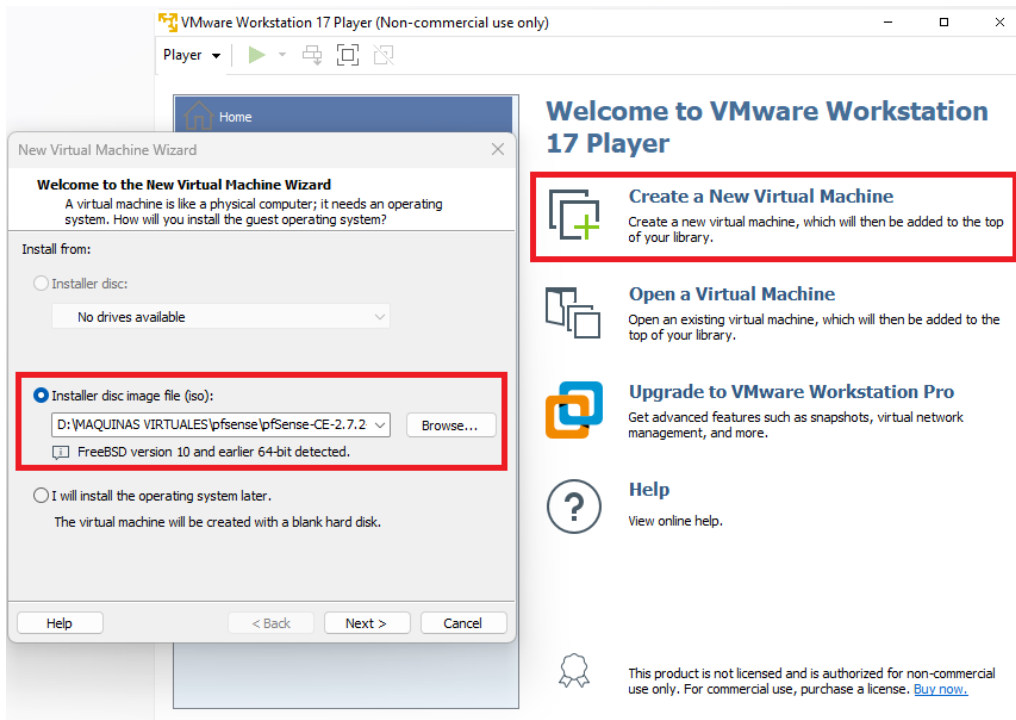 VMware Workstation 17 Player (Non-commercial use only)
Player
Home
Welcome to VMware Workstation
17 Player
Create a New Virtual Machine
Create a new virtual machine, which will then be added to the top
of your library.
Open a Virtual Machine
Open an existing virtual machine, which will then be added to the
top of your library.
Upgrade to VMware Workstation Pro
Get advanced features such as snapshots, virtual network
management, and more.
Help
View online help.
This product is not licensed and is authorized for non-commercial
use only. For commercial use, purchase a license. Buy now.
New Virtual Machine Wizard
Welcome to the New Virtual Machine Wizard
A virtual machine is like a physical computer; it needs an operating
system. How will you install the guest operating system?
Install from:
Installer disc:
No drives available
Installer disc image file (iso):
D:\MAQUINAS VIRTUALES\pfsense\pfSense-CE-2.7.2
Browse...
FreeBSD version 10 and earlier 64-bit detected.
I will install the operating system later.
The virtual machine will be created with a blank hard disk.
Help
< Back
Next >
Cancel